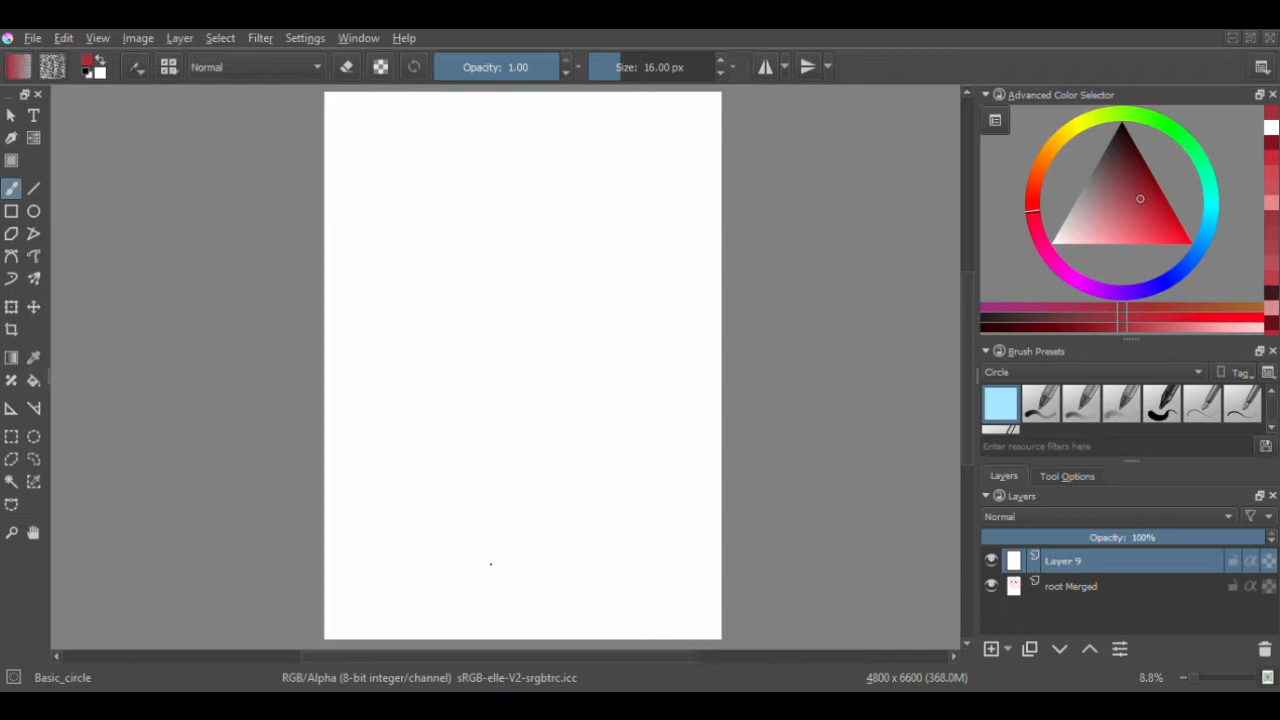 File Edit View Image Layer Select Filter Settings Window Help
Normal Opacity: 1.00 Size: 16.00 px
Advanced Color Selector
Brush Presets
Circle Tag
Enter resource filters here
Layers Tool Options
Layers
Normal
Opacity: 100%
Layer 9
root Merged
Basic_circle RGB/Alpha (8-bit integer/channel) sRGB-elle-V2-srgbtrc.icc 4800 x 6600 (368.0M) 8.8%